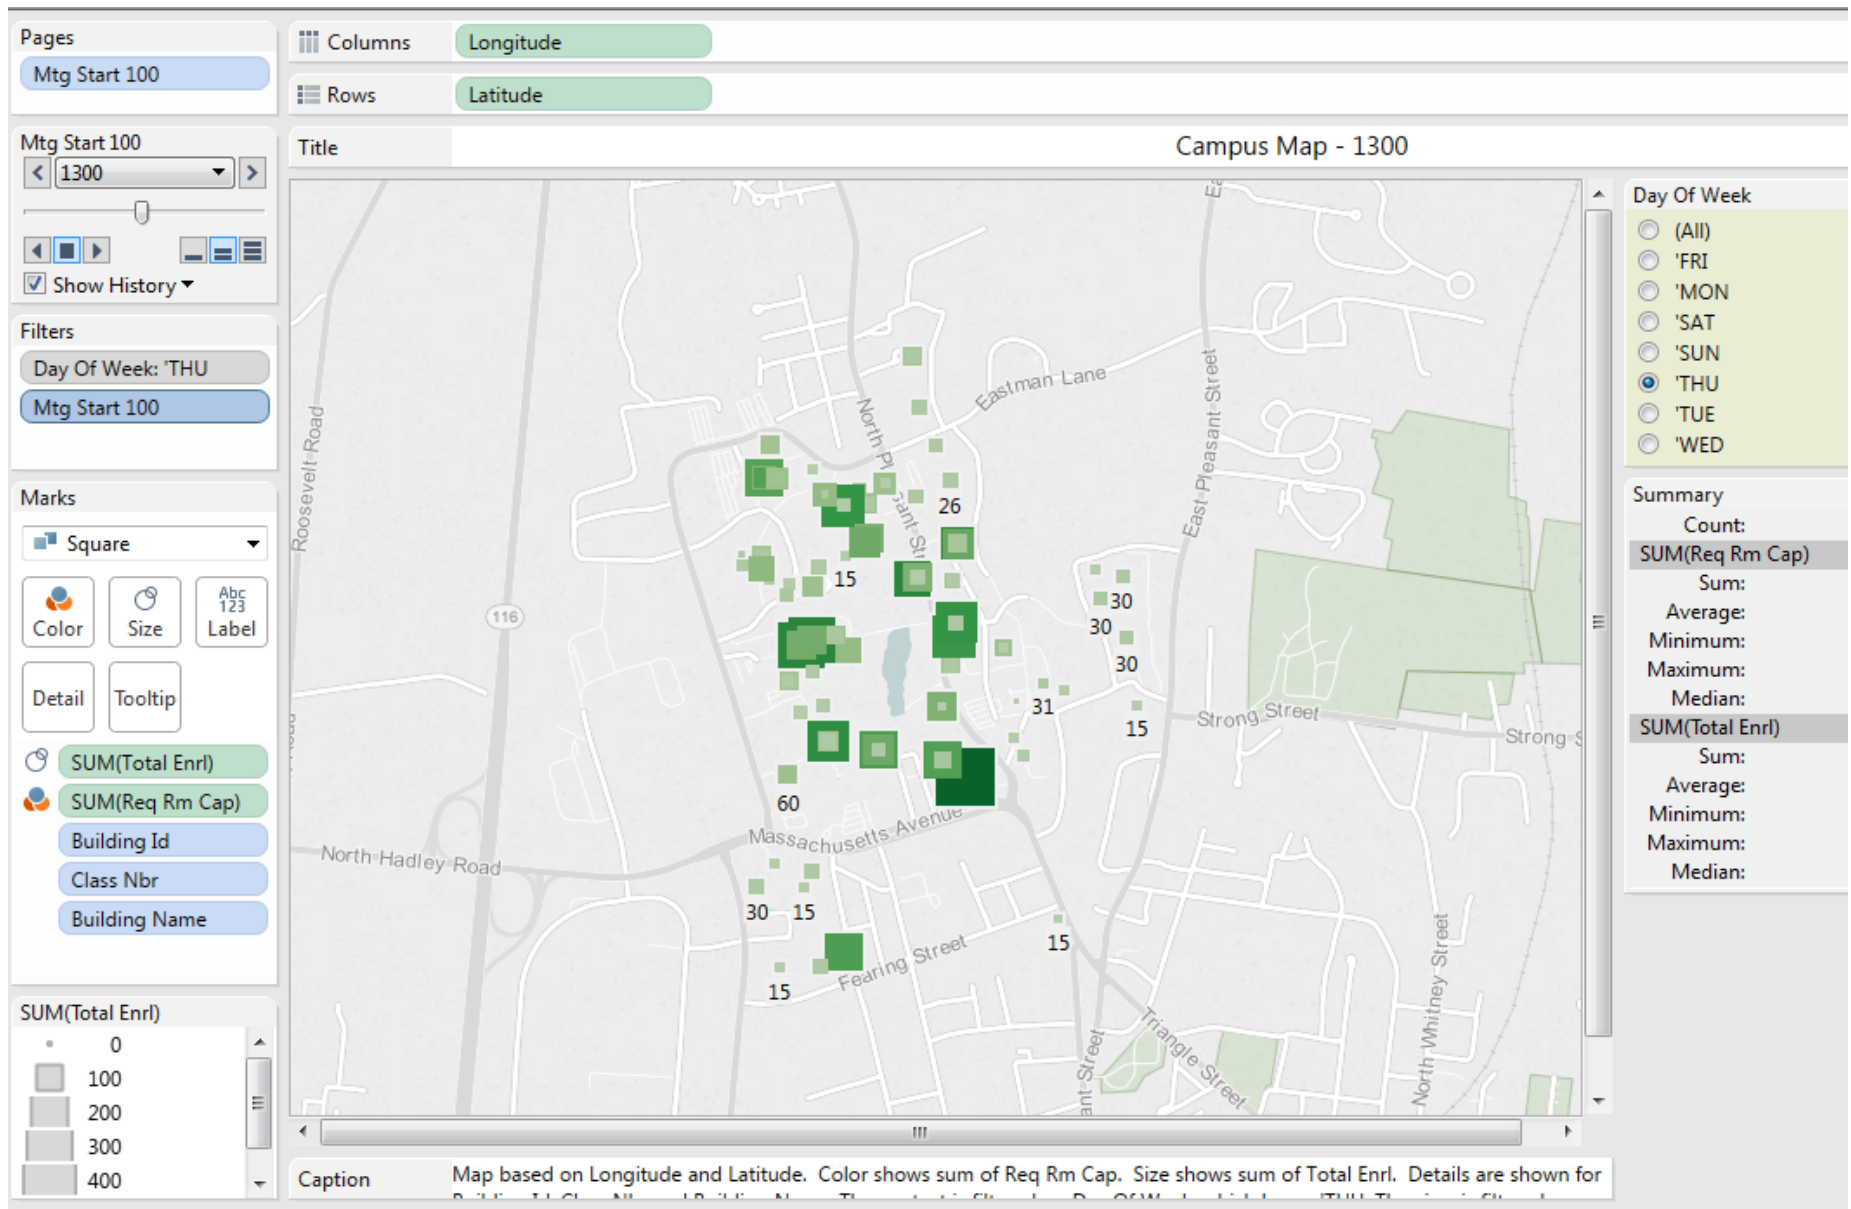 Pages
Mtg Start 100
Columns
Longitude
Rows
Latitude
Mtg Start 100
1300
Show History
Filters
Day Of Week: 'THU
Mtg Start 100
Marks
Square
Color
Size
Abc
123
Label
Detail
Tooltip
SUM(Total Enrl)
SUM(Req Rm Cap)
Building Id
Class Nbr
Building Name
SUM(Total Enrl)
0
100
200
300
400
Title
Campus Map - 1300
Roosevelt Road
116
Eastman Lane
East Pleasant Street
26
15
30
30
30
31
15
Strong Street
Strong
60
Massachusetts Avenue
North Hadley Road
30
15
15
Fearing Street
15
Triangle Street
North Whitney Street
Day Of Week
(All)
'FRI
'MON
'SAT
'SUN
'THU
'TUE
'WED
Summary
Count:
SUM(Req Rm Cap)
Sum:
Average:
Minimum:
Maximum:
Median:
SUM(Total Enrl)
Sum:
Average:
Minimum:
Maximum:
Median:
Caption
Map based on Longitude and Latitude.  Color shows sum of Req Rm Cap.  Size shows sum of Total Enrl.  Details are shown for